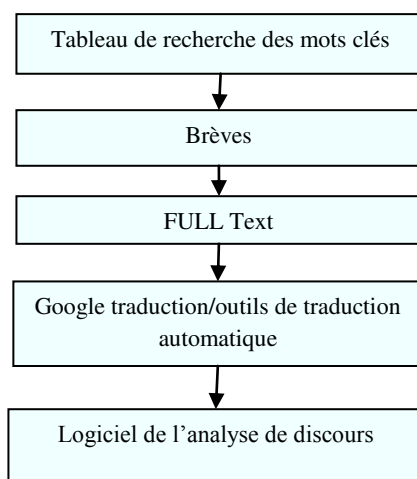 Tableau de recherche des mots clés
Brèves
FULL Text
Google traduction/outils de traduction
automatique
Logiciel de l’analyse de discours